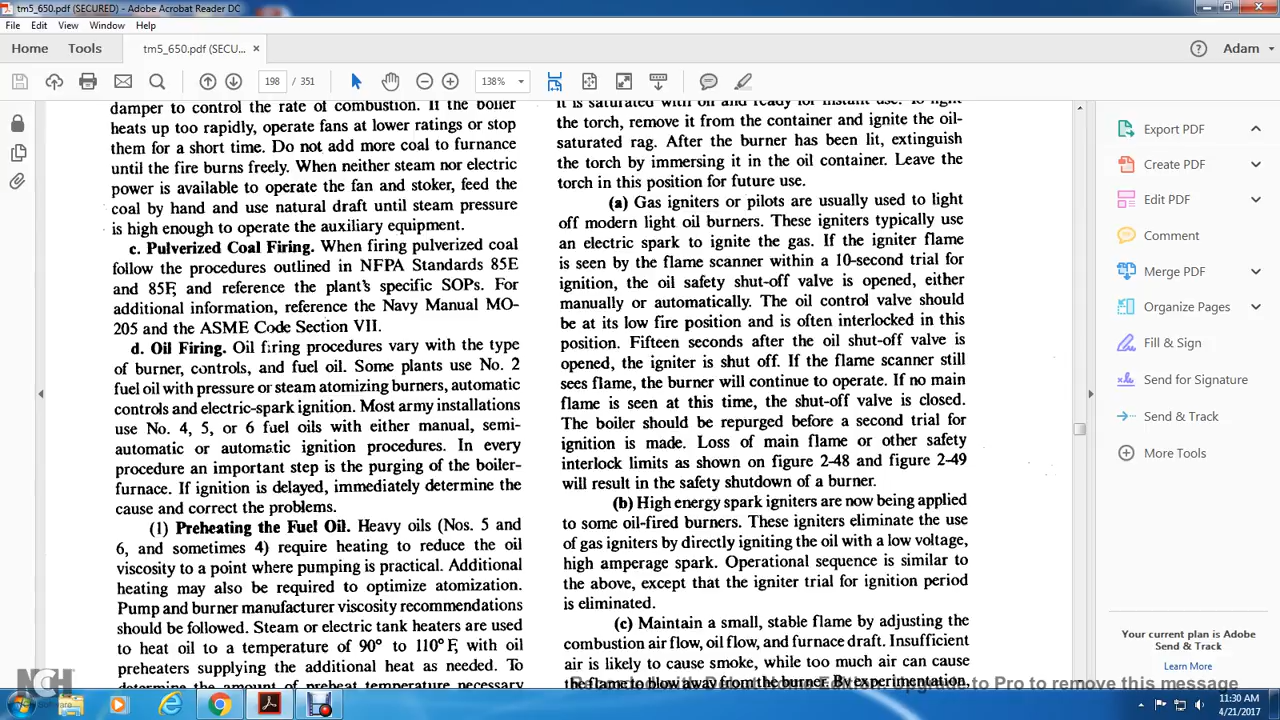 tm5_650.pdf (SECURED) - Adobe Acrobat Reader DC
File Edit View Window Help
Home Tools tm5_650.pdf (SECU... × Adam
198 / 351 138%
damper to control the rate of combustion. If the boiler
heats up too rapidly, operate fans at lower ratings or stop
them for a short time. Do not add more coal to furnance
until the fire burns freely. When neither steam nor electric
power is available to operate the fan and stoker, feed the
coal by hand and use natural draft until steam pressure
is high enough to operate the auxiliary equipment.
c. Pulverized Coal Firing. When firing pulverized coal
follow the procedures outlined in NFPA Standards 85E
and 85F, and reference the plant's specific SOPs. For
additional information, reference the Navy Manual MO-
205 and the ASME Code Section VII.
d. Oil Firing. Oil firing procedures vary with the type
of burner, controls, and fuel oil. Some plants use No. 2
fuel oil with pressure or steam atomizing burners, automatic
controls and electric-spark ignition. Most army installations
use No. 4, 5, or 6 fuel oils with either manual, semi-
automatic or automatic ignition procedures. In every
procedure an important step is the purging of the boiler-
furnace. If ignition is delayed, immediately determine the
cause and correct the problems.
(1) Preheating the Fuel Oil. Heavy oils (Nos. 5 and
6, and sometimes 4) require heating to reduce the oil
viscosity to a point where pumping is practical. Additional
heating may also be required to optimize atomization.
Pump and burner manufacturer viscosity recommendations
should be followed. Steam or electric tank heaters are used
to heat oil to a temperature of 90° to 110°F, with oil
preheaters supplying the additional heat as needed. To
determine the amount of preheat temperature necessary
it is saturated with oil and ready for instant use. To light
the torch, remove it from the container and ignite the oil-
saturated rag. After the burner has been lit, extinguish
the torch by immersing it in the oil container. Leave the
torch in this position for future use.
(a) Gas igniters or pilots are usually used to light
off modern light oil burners. These igniters typically use
an electric spark to ignite the gas. If the igniter flame
is seen by the flame scanner within a 10-second trial for
ignition, the oil safety shut-off valve is opened, either
manually or automatically. The oil control valve should
be at its low fire position and is often interlocked in this
position. Fifteen seconds after the oil shut-off valve is
opened, the igniter is shut off. If the flame scanner still
sees flame, the burner will continue to operate. If no main
flame is seen at this time, the shut-off valve is closed.
The boiler should be repurged before a second trial for
ignition is made. Loss of main flame or other safety
interlock limits as shown on figure 2-48 and figure 2-49
will result in the safety shutdown of a burner.
(b) High energy spark igniters are now being applied
to some oil-fired burners. These igniters eliminate the use
of gas igniters by directly igniting the oil with a low voltage,
high amperage spark. Operational sequence is similar to
the above, except that the igniter trial for ignition period
is eliminated.
(c) Maintain a small, stable flame by adjusting the
combustion air flow, oil flow, and furnace draft. Insufficient
air is likely to cause smoke, while too much air can cause
the flame to blow away from the burner. By experimentation,
Export PDF
Create PDF
Edit PDF
Comment
Merge PDF
Organize Pages
Fill & Sign
Send for Signature
Send & Track
More Tools
Your current plan is Adobe
Send & Track
Learn More
NCH
Software
to Pro to remove this message
11:30 AM
4/21/2017